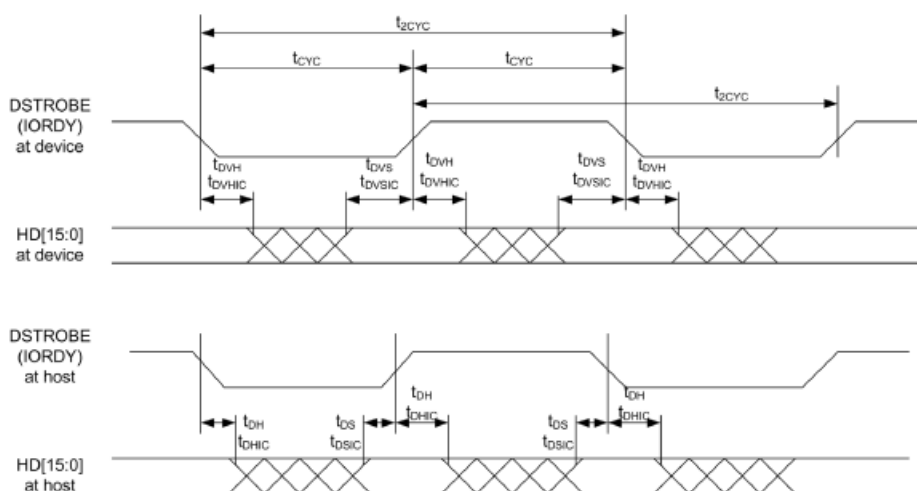 t2CYC
tCYC tCYC
t2CYC
DSTROBE
(IORDY)
at device
tDVH tDVS tDVH tDVS tDVH
tDVHIC tDVSIC tDVHIC tDVSIC tDVHIC
HD[15:0]
at device
DSTROBE
(IORDY)
at host
tDH tDH
tDH tDS tDS
tDHIC tDSIC tDHIC tDSIC tDHIC
HD[15:0]
at host